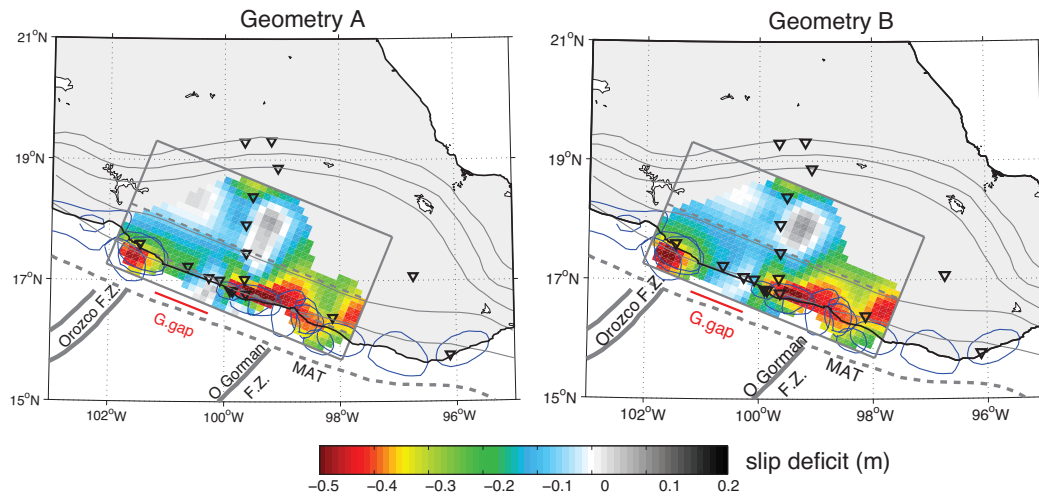 Geometry A
Geometry B
21°N
19°N
17°N
15°N
102°W
100°W
98°W
96°W
Orozco F.Z.
G.gap
O Gorman
F.Z.
MAT
21°N
19°N
17°N
15°N
102°W
100°W
98°W
96°W
Orozco F.Z.
G.gap
O Gorman
F.Z.
MAT
slip deficit (m)
−0.5 −0.4 −0.3 −0.2 −0.1 0 0.1 0.2